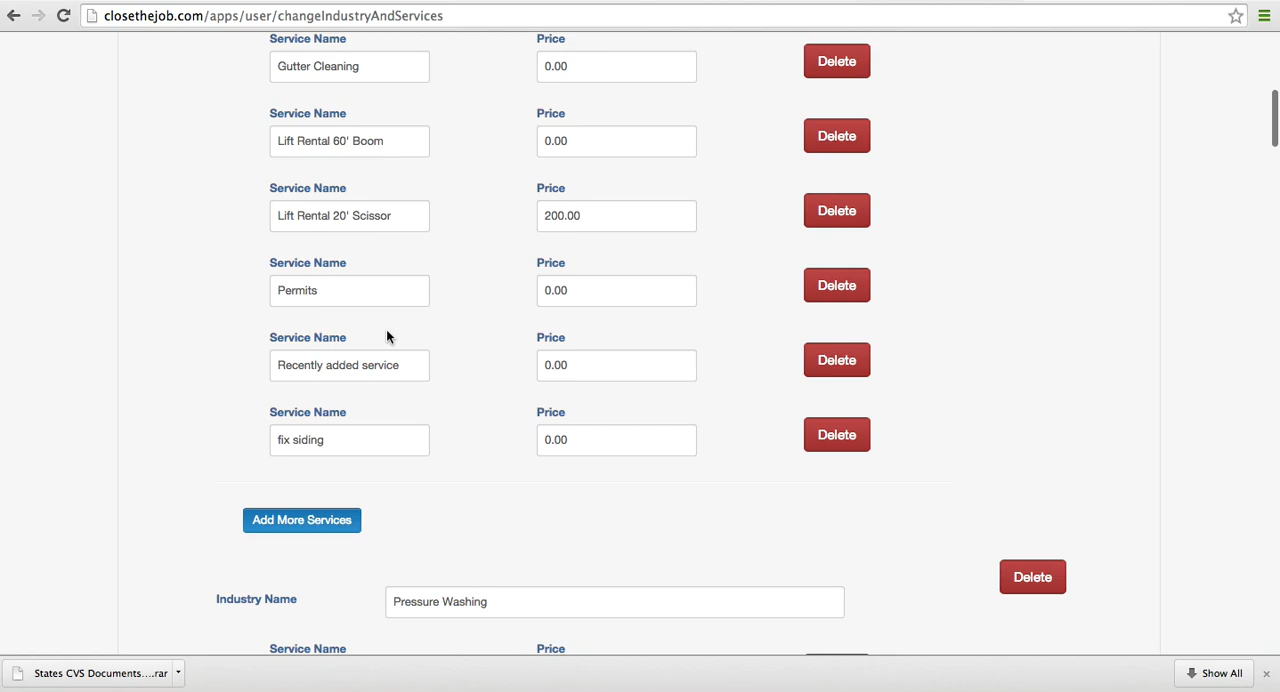 closethejob.com/apps/user/changeIndustryAndServices
Service Name Price
Gutter Cleaning 0.00 Delete
Service Name Price
Lift Rental 60' Boom 0.00 Delete
Service Name Price
Lift Rental 20' Scissor 200.00 Delete
Service Name Price
Permits 0.00 Delete
Service Name Price
Recently added service 0.00 Delete
Service Name Price
fix siding 0.00 Delete
Add More Services
Delete
Industry Name Pressure Washing
Service Name Price
States CVS Documents....rar Show All